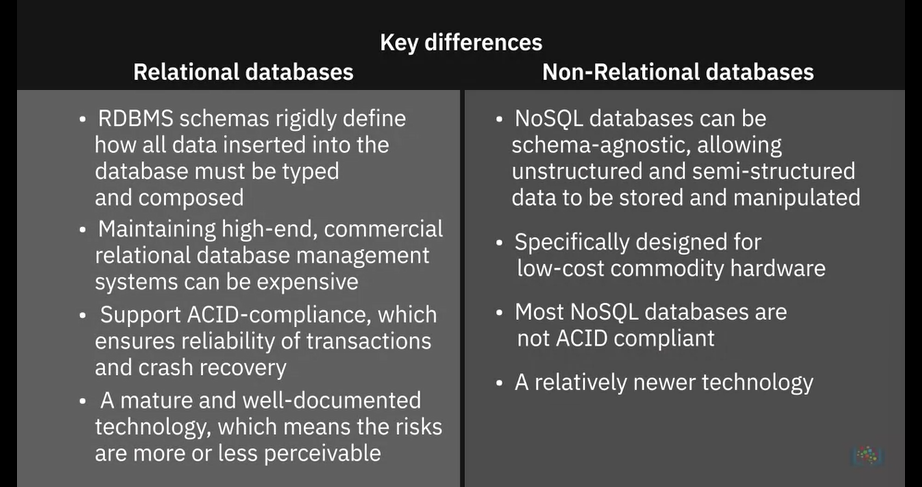 Key differences
Relational databases
Non-Relational databases
• RDBMS schemas rigidly define
how all data inserted into the
database must be typed
and composed
• Maintaining high-end, commercial
relational database management
systems can be expensive
• Support ACID-compliance, which
ensures reliability of transactions
and crash recovery
• A mature and well-documented
technology, which means the risks
are more or less perceivable
• NoSQL databases can be
schema-agnostic, allowing
unstructured and semi-structured
data to be stored and manipulated
• Specifically designed for
low-cost commodity hardware
• Most NoSQL databases are
not ACID compliant
• A relatively newer technology